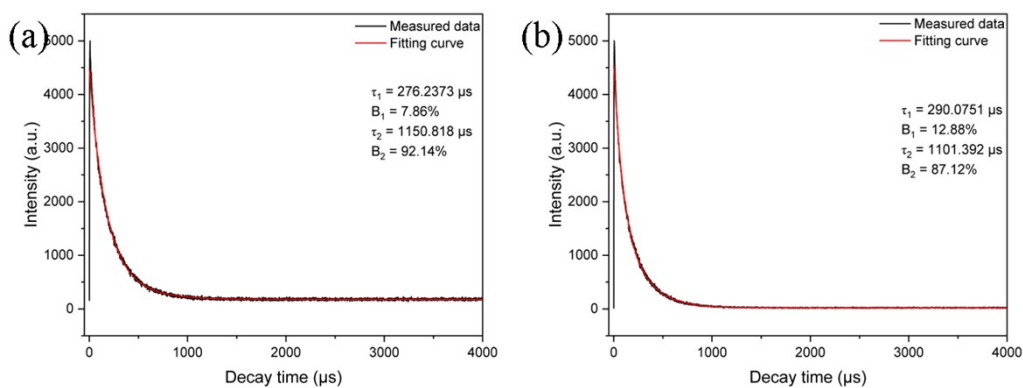 (a)
Measured data
Fitting curve
τ₁ = 276.2373 µs
B₁ = 7.86%
τ₂ = 1150.818 µs
B₂ = 92.14%
Intensity (a.u.)
5000
4000
3000
2000
1000
0
0 1000 2000 3000 4000
Decay time (µs)
(b)
Measured data
Fitting curve
τ₁ = 290.0751 µs
B₁ = 12.88%
τ₂ = 1101.392 µs
B₂ = 87.12%
Intensity (a.u.)
5000
4000
3000
2000
1000
0
0 1000 2000 3000 4000
Decay time (µs)